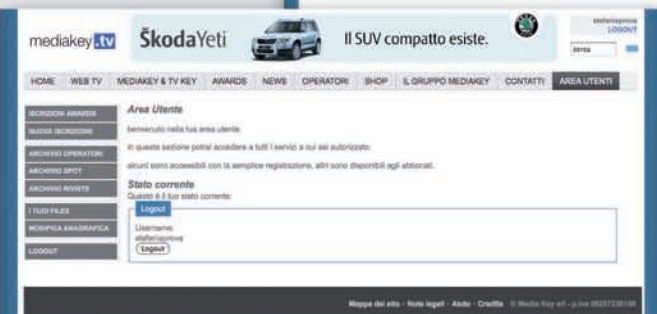 mediakey.tv
ŠkodaYeti
Il SUV compatto esiste.
LOGOUT
HOME WEB TV MEDIAKEY & TV KEY AWARDS NEWS OPERATORI SHOP IL GRUPPO MEDIAKEY CONTATTI AREA UTENTI
ISCRIZIONI AWARDS
NUOVA ISCRIZIONE
ARCHIVIO OPERATORI
ARCHIVIO SPOT
ARCHIVIO RIVISTE
I TUOI FILES
MODIFICA ANAGRAFICA
LOGOUT
Area Utente
benvenuto nella tua area utente.
in questa sezione potrai accedere a tutti i servizi a cui sei autorizzato:
alcuni sono accessibili con la semplice registrazione, altri sono disponibili agli abbonati.
Stato corrente
Questo è il tuo stato corrente:
Logout
Username:
Logout
Mappa del sito - Note legali - Aiuto - Credits © Media Key srl - p.iva